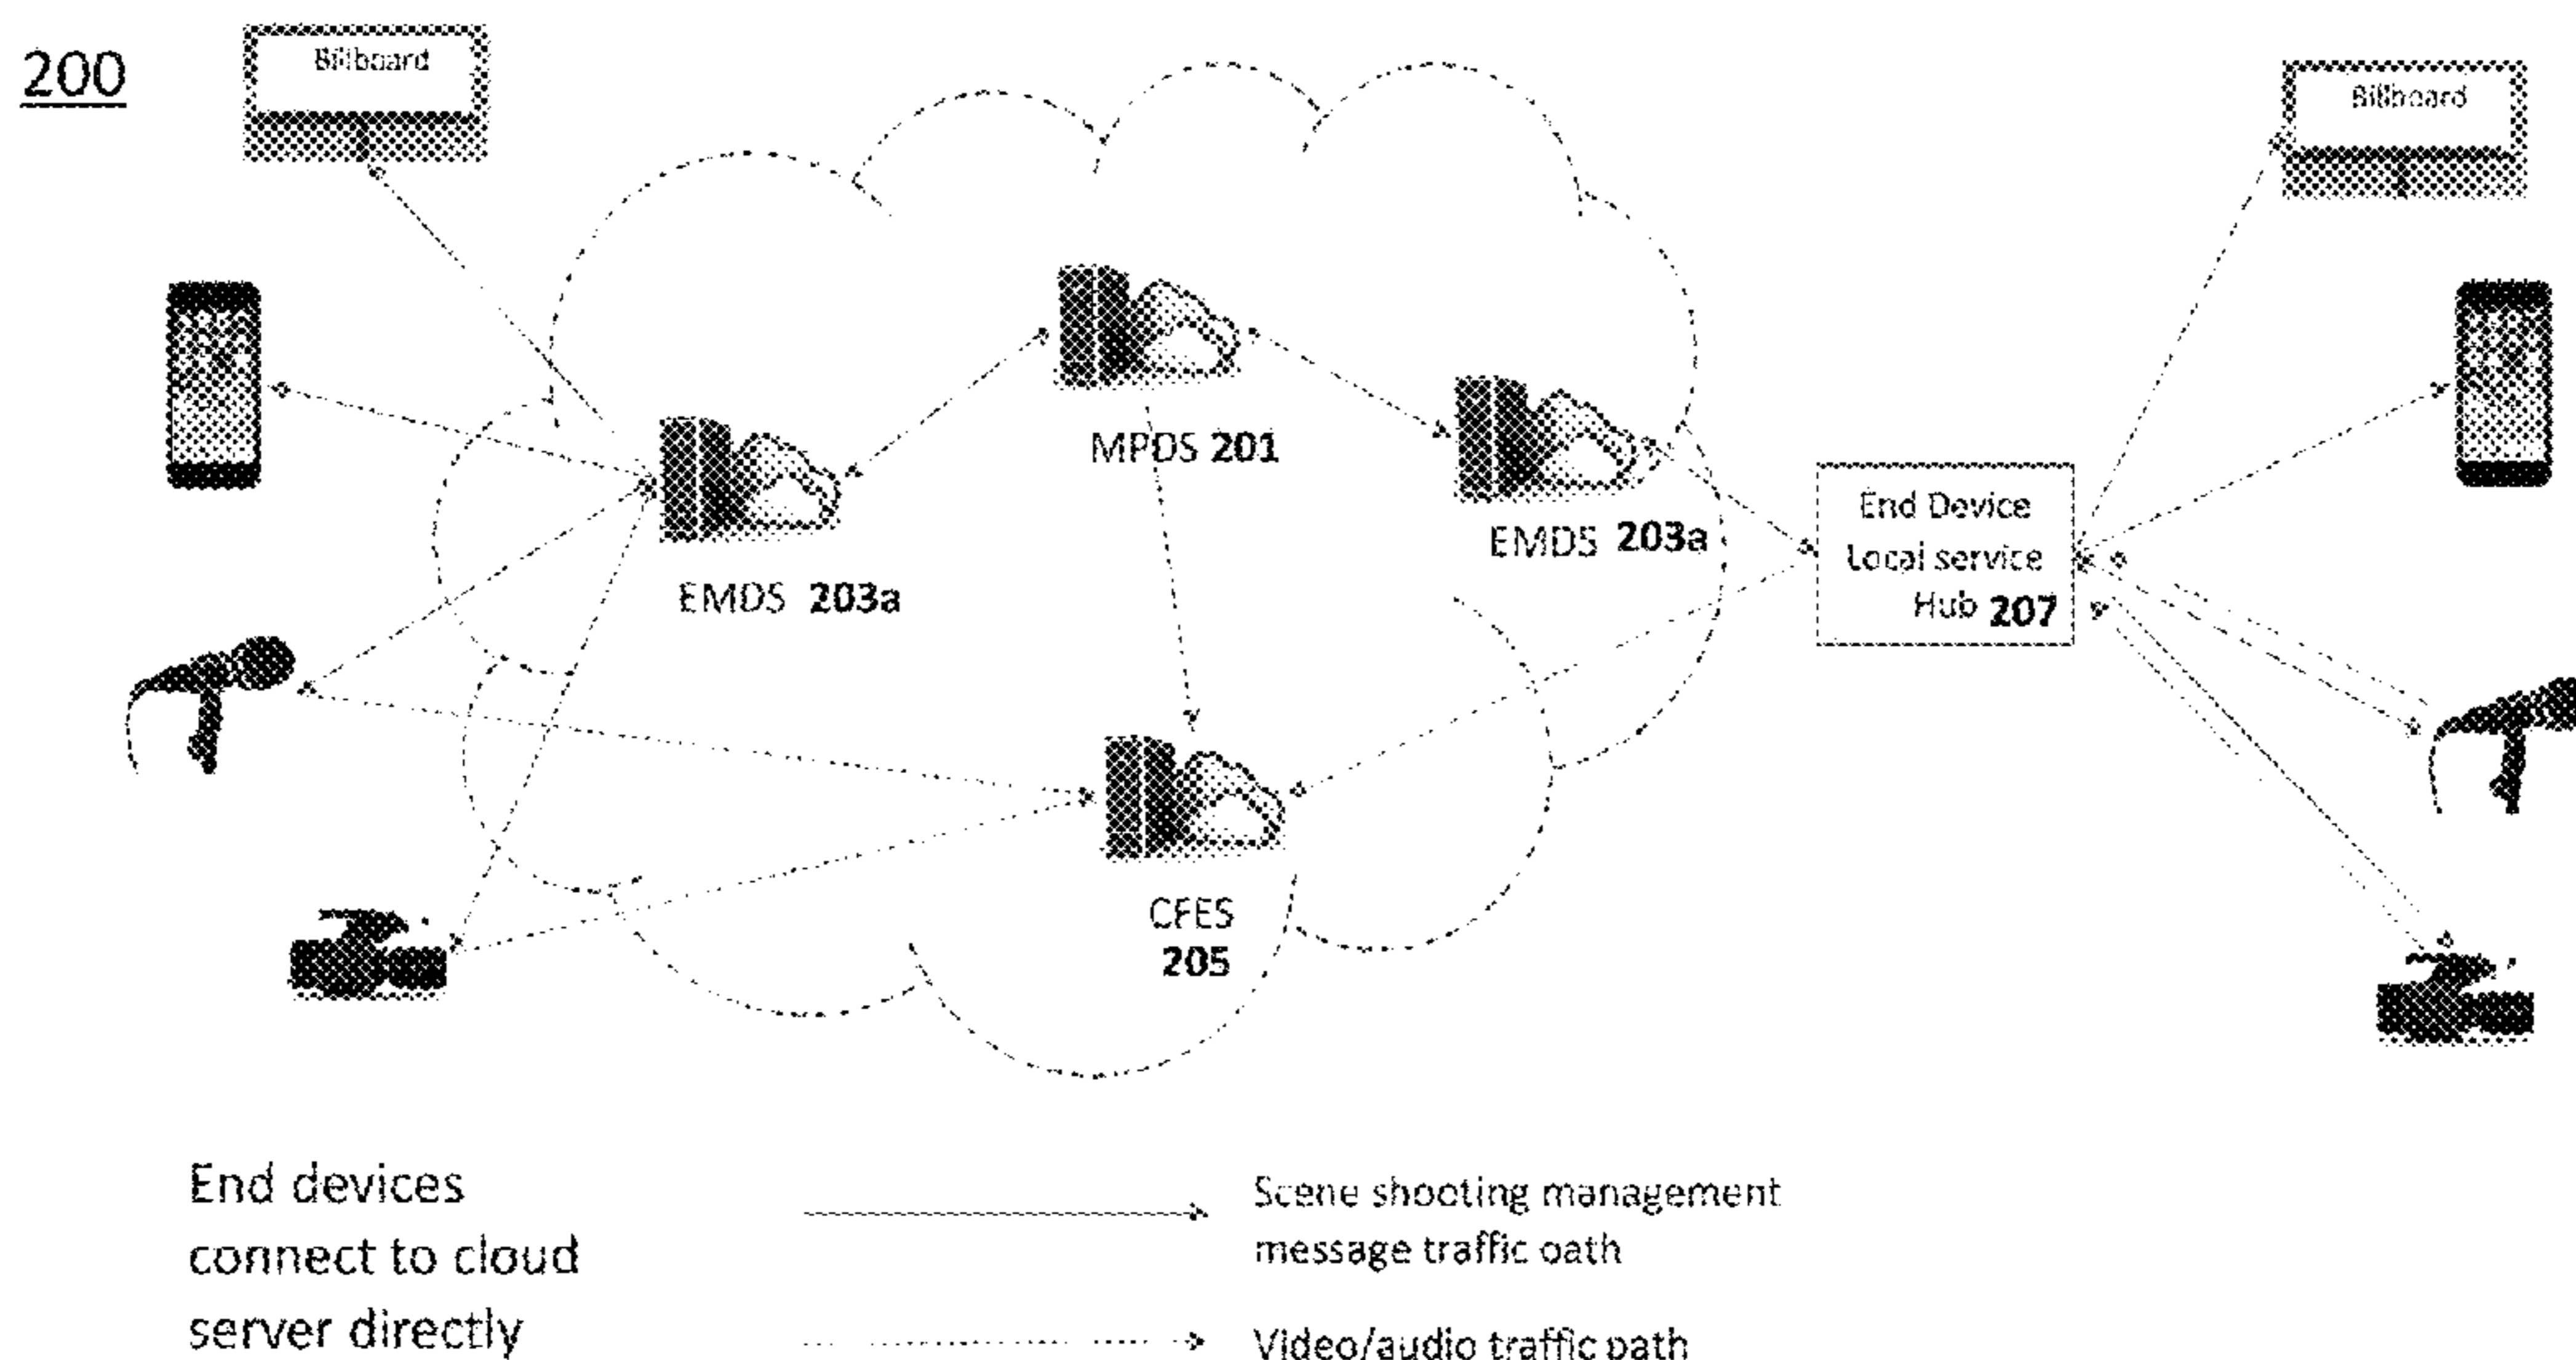 200
Billboard
Billboard
MPDS 201
EMDS 203a
EMDS 203a
End Device
Local service
Hub 207
CFES
205
End devices
connect to cloud
server directly
Scene shooting management
message traffic oath
Video/audio traffic path